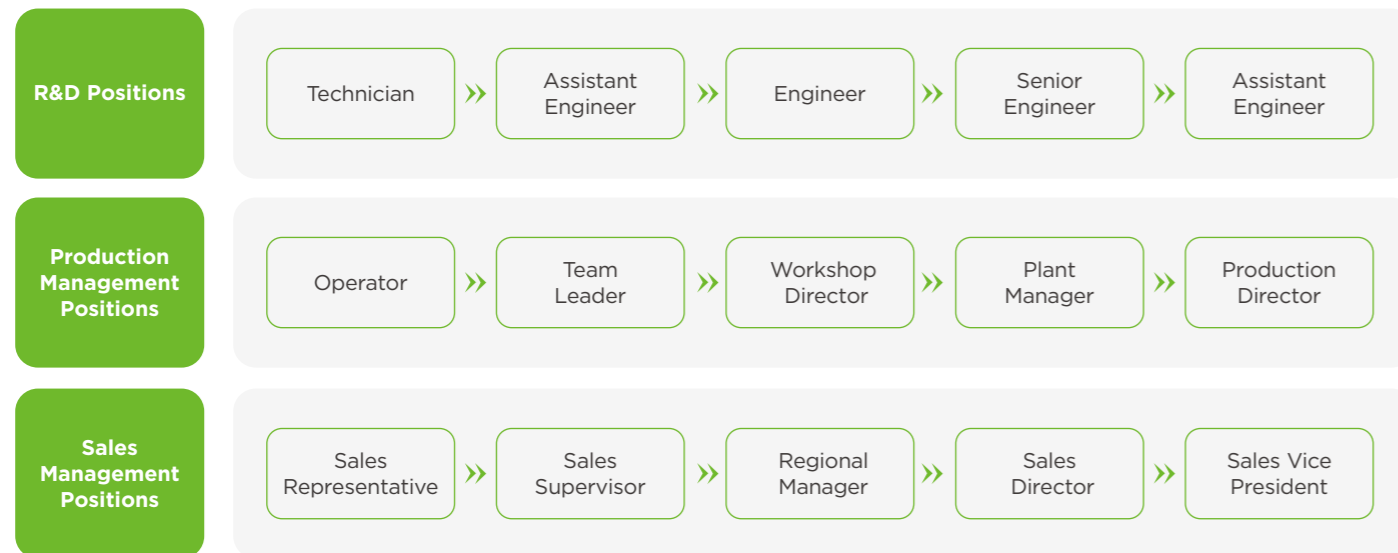 R&D Positions
Technician
Assistant
Engineer
Engineer
Senior
Engineer
Assistant
Engineer
Production
Management
Positions
Operator
Team
Leader
Workshop
Director
Plant
Manager
Production
Director
Sales
Management
Positions
Sales
Representative
Sales
Supervisor
Regional
Manager
Sales
Director
Sales Vice
President